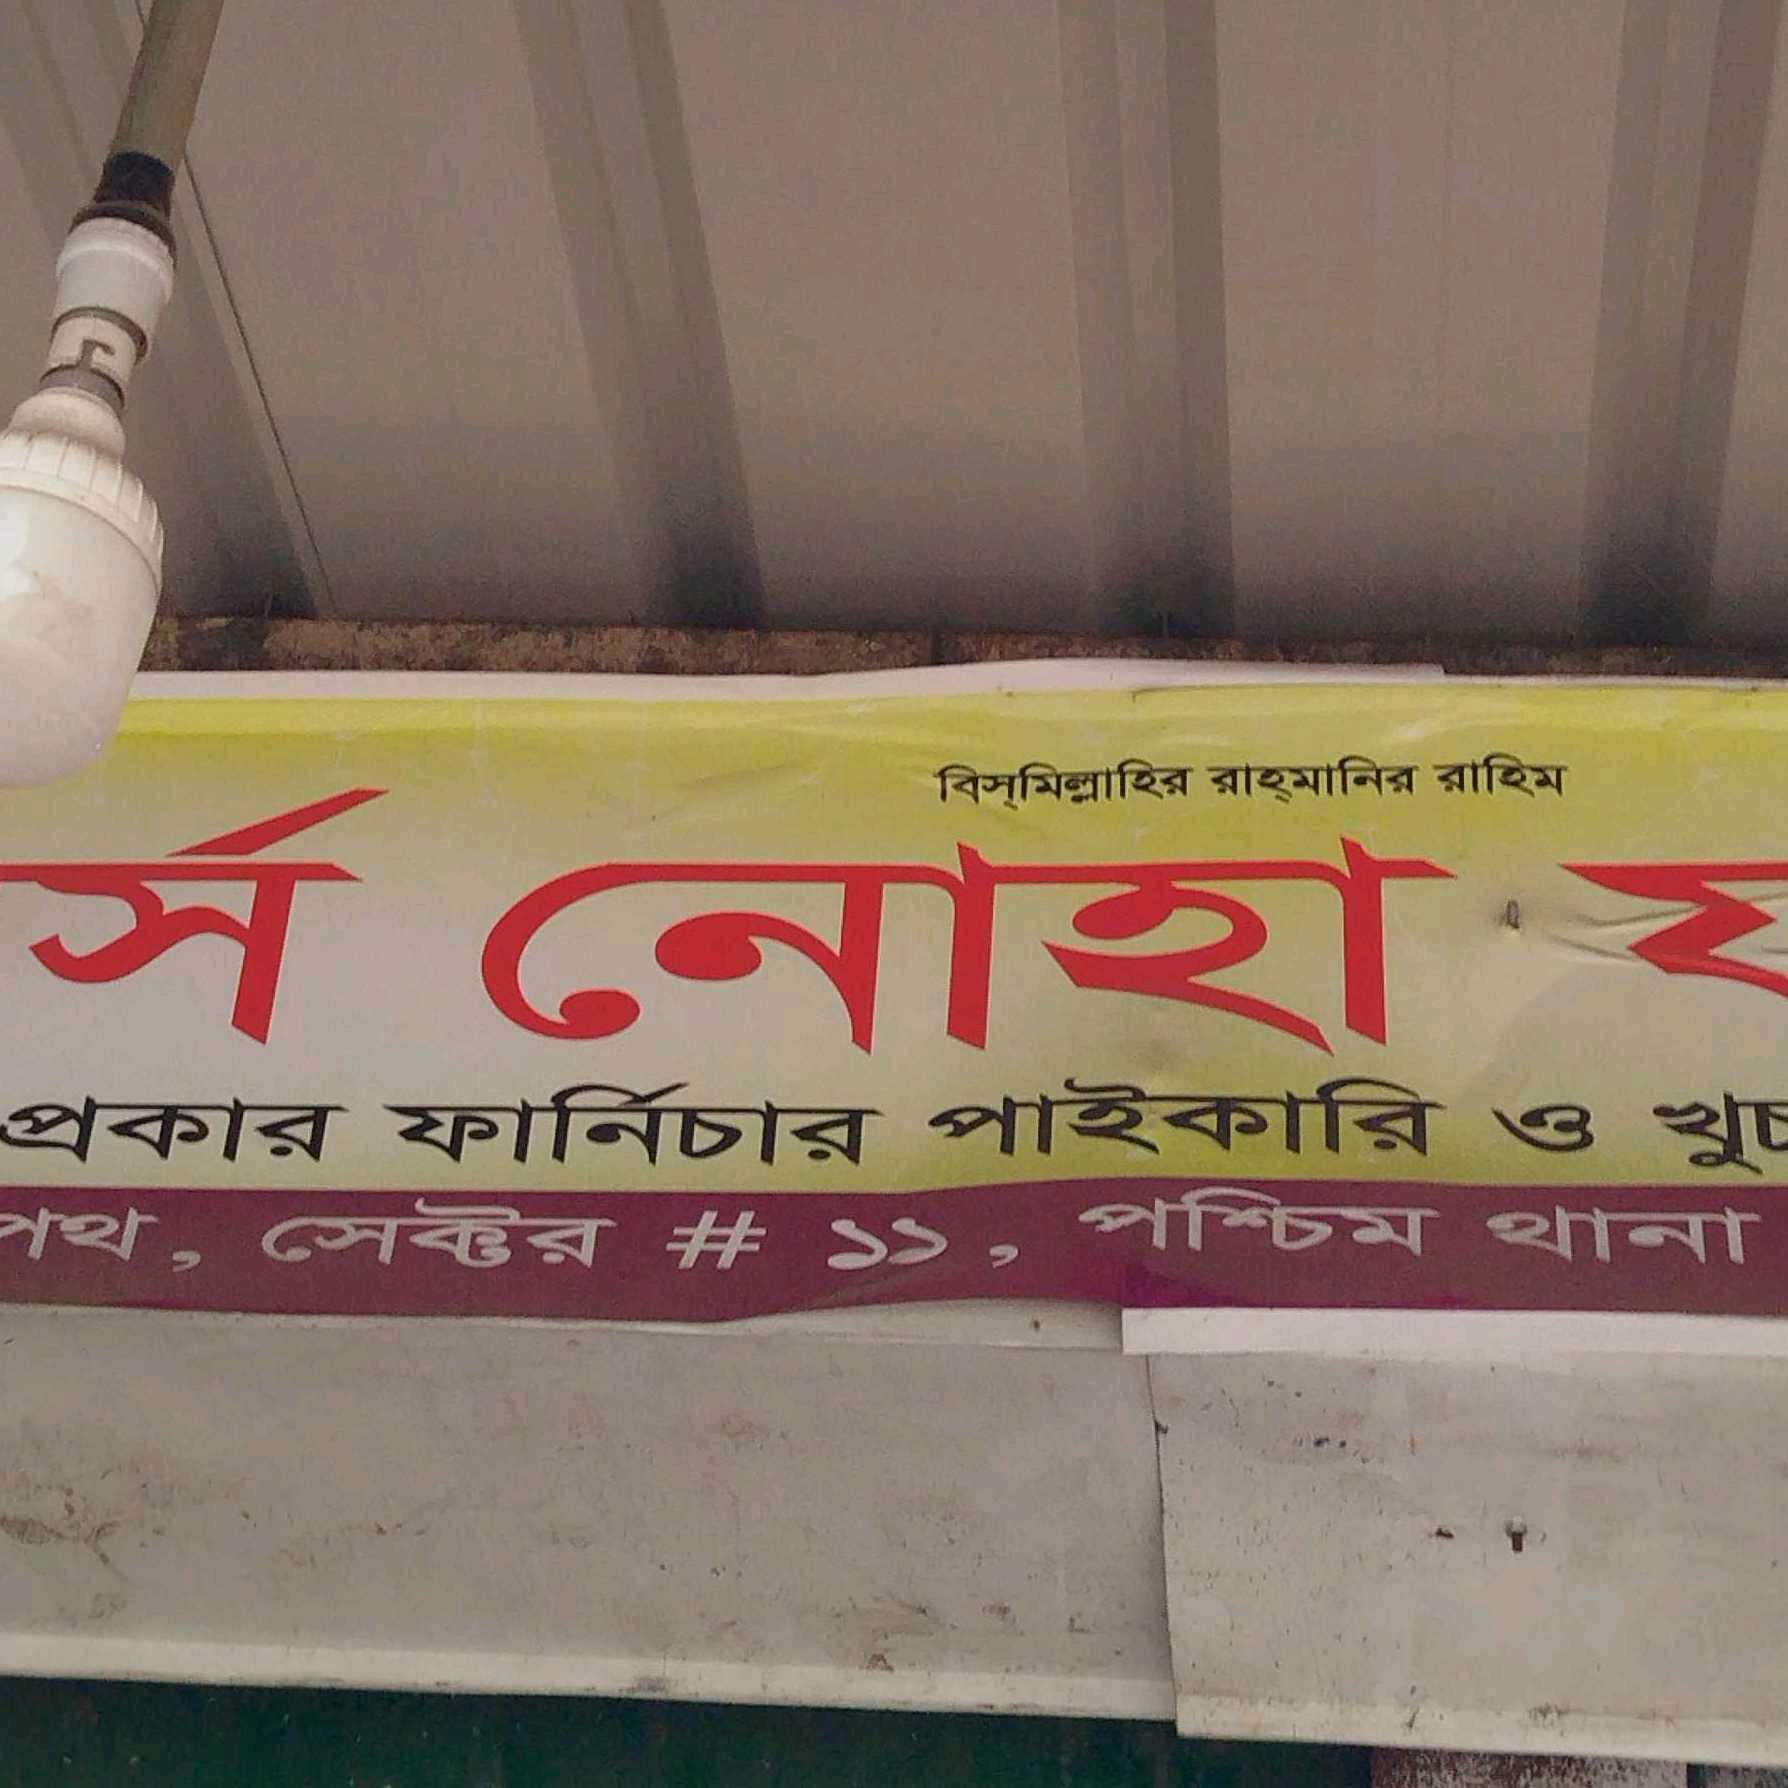 বিস্‌মিল্লাহির রাহ্‌মানির রাহিম
র্স নোহা ফ
প্রকার ফার্নিচার পাইকারি ও খুচ
পথ, সেক্টর # ১১, পশ্চিম থানা